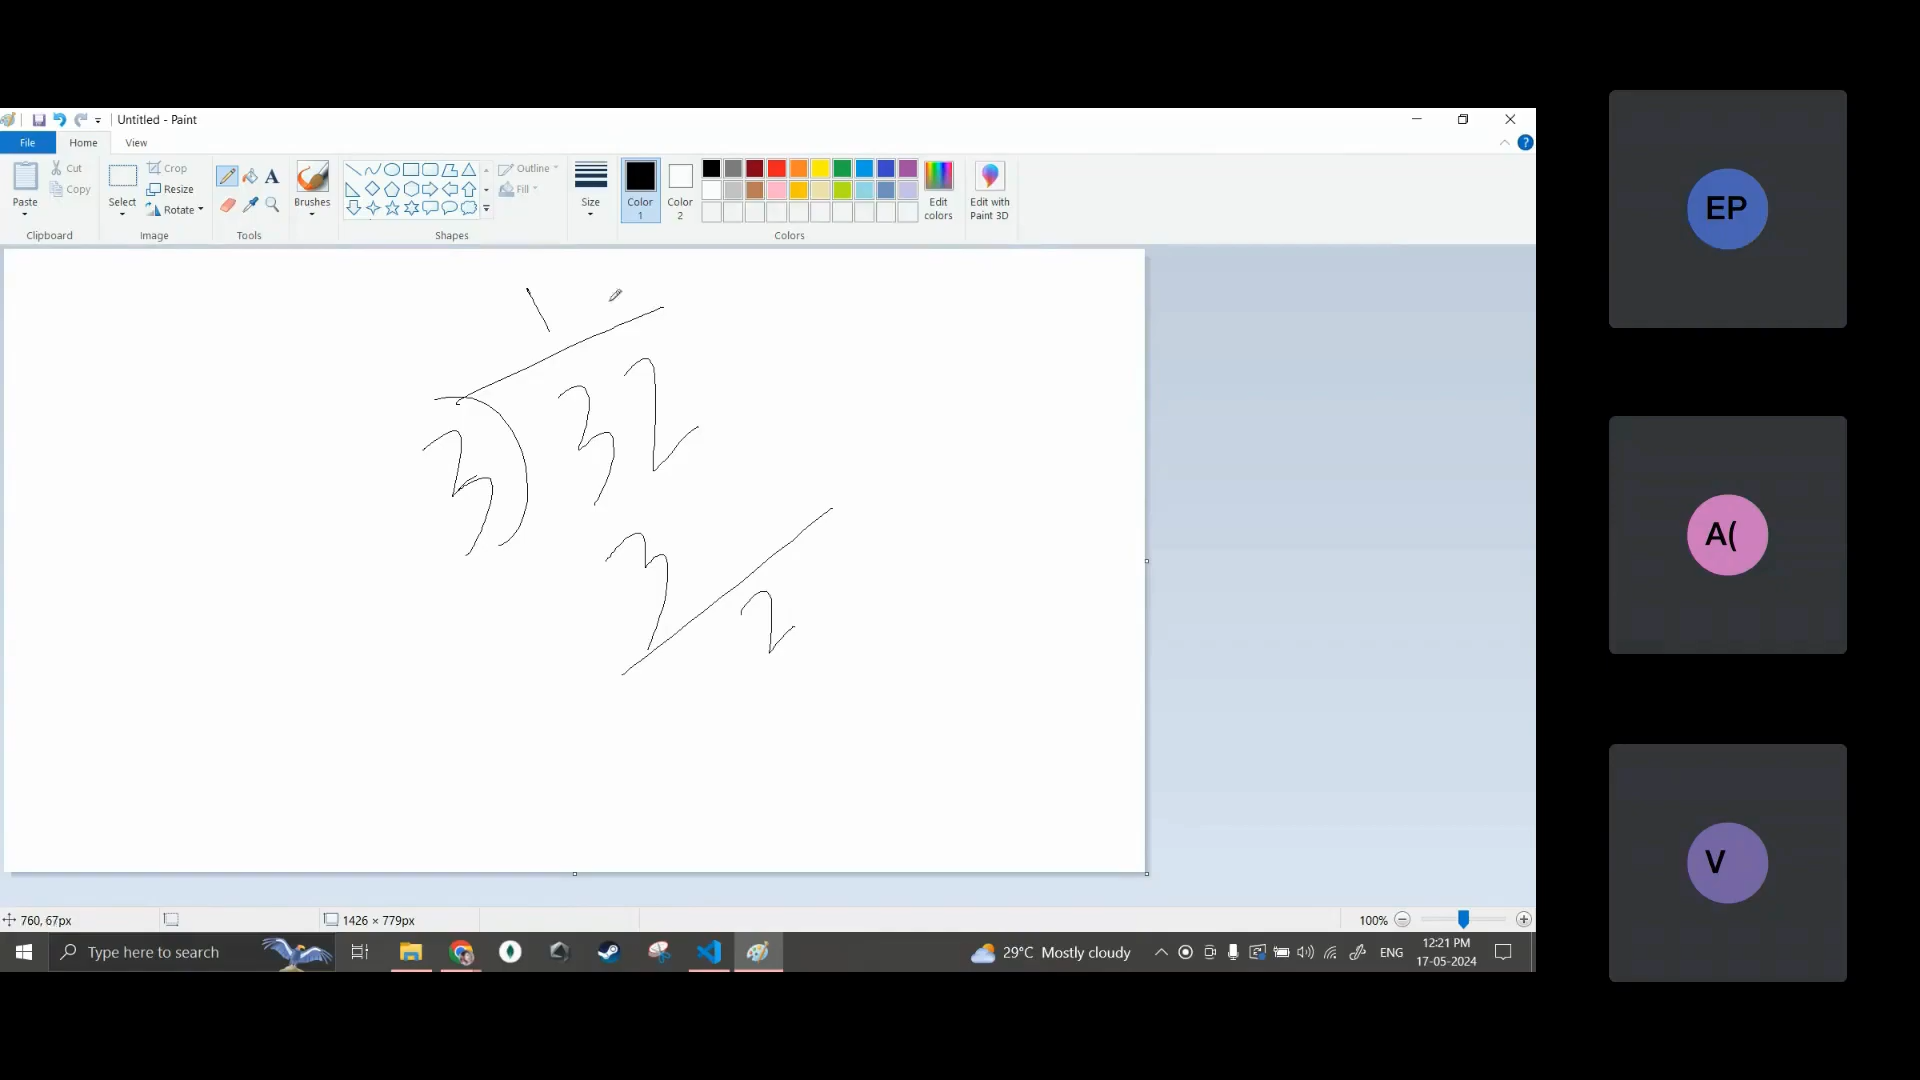 Untitled - Paint
File Home View
Paste
Cut
Copy
Clipboard
Select
Crop
Resize
Rotate
Image
Tools
Brushes
Shapes
Outline
Fill
Size
Color 1
Color 2
Colors
Edit colors
Edit with Paint 3D
1
3) 32
3
2
EP
A(
V
760, 67px
1426 × 779px
100%
Type here to search
29°C Mostly cloudy
ENG
12:21 PM
17-05-2024